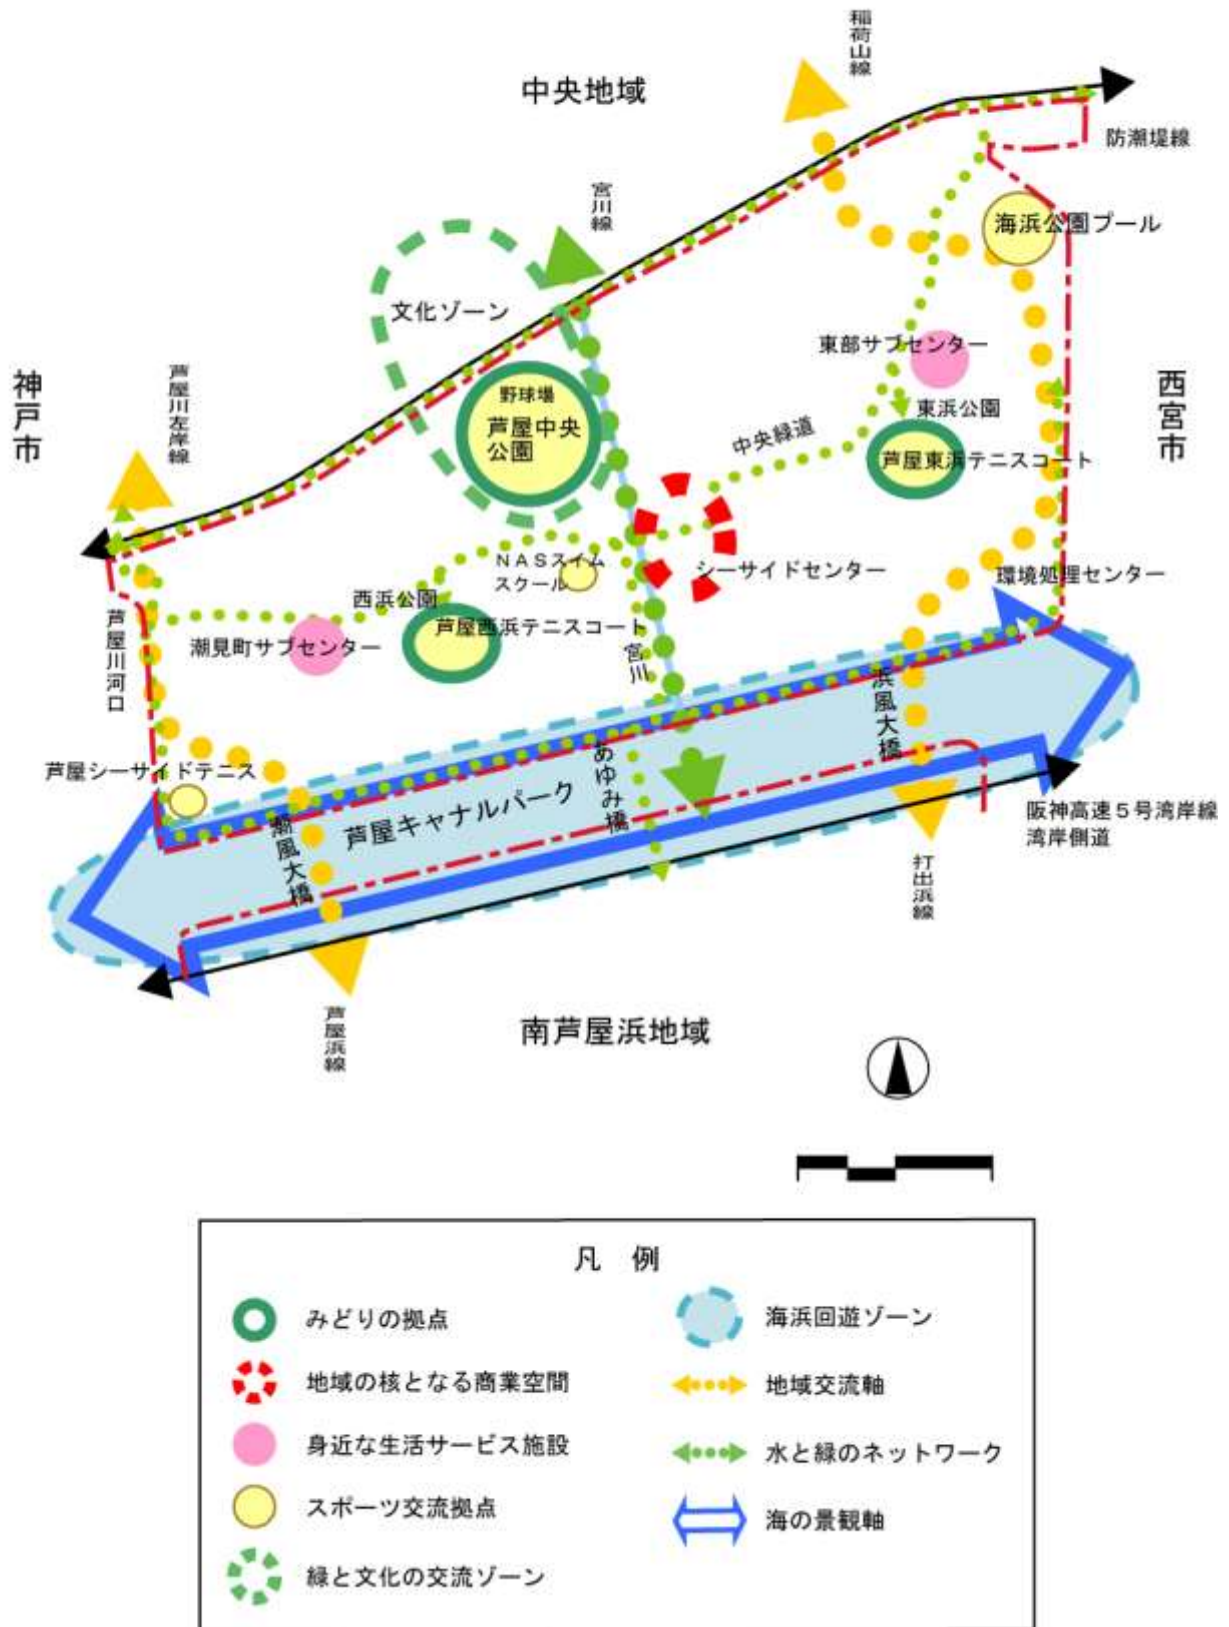 稲荷山線
中央地域
防潮堤線
宮川線
海浜公園プール
文化ゾーン
東部サブセンター
神戸市
芦屋川左岸線
西宮市
野球場
芦屋中央
公園
東浜公園
中央緑道
芦屋東浜テニスコート
NASスイム
スクール
シーサイドセンター
環境処理センター
西浜公園
芦屋西浜テニスコート
潮見町サブセンター
芦屋川河口
宮川
浜風大橋
あゆみ橋
芦屋シーサイドテニス
芦屋キャナルパーク
潮風大橋
阪神高速5号湾岸線
湾岸側道
打出浜線
芦屋浜線
南芦屋浜地域
凡 例
みどりの拠点
海浜回遊ゾーン
地域の核となる商業空間
地域交流軸
身近な生活サービス施設
水と緑のネットワーク
スポーツ交流拠点
海の景観軸
緑と文化の交流ゾーン